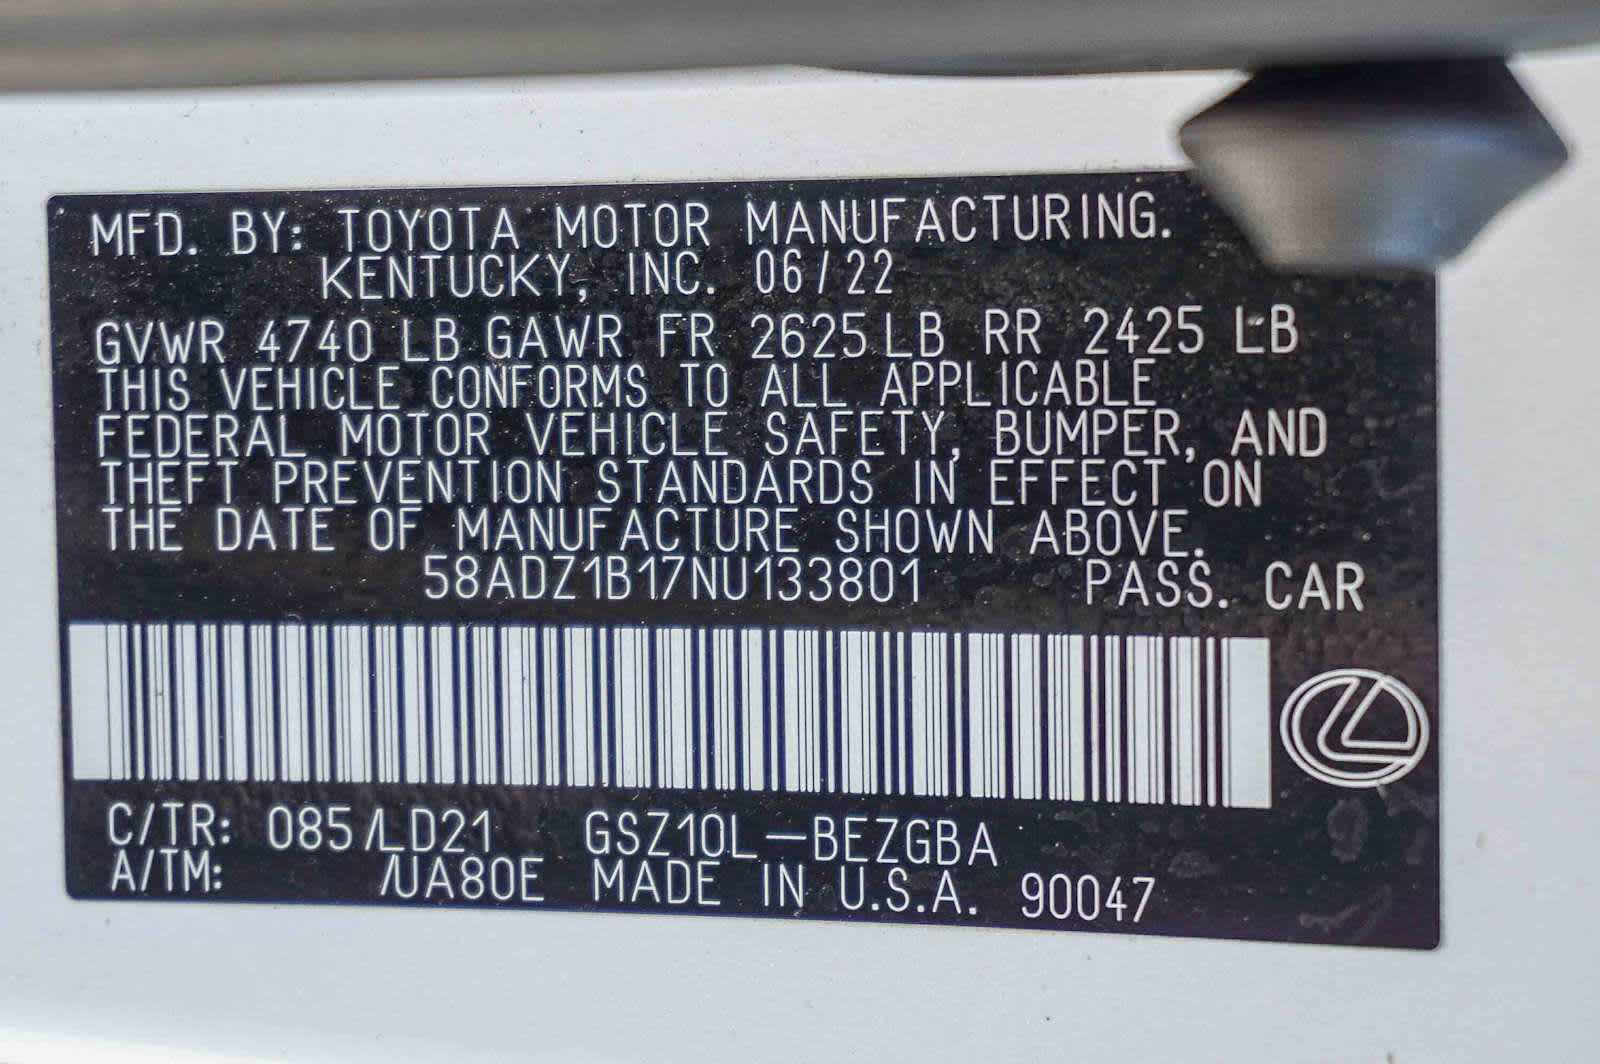 MFD. BY: TOYOTA MOTOR MANUFACTURING.
KENTUCKY, INC. 06/22
GVWR 4740 LB GAWR FR 2625 LB RR 2425 LB
THIS VEHICLE CONFORMS TO ALL APPLICABLE
FEDERAL MOTOR VEHICLE SAFETY, BUMPER, AND
THEFT PREVENTION STANDARDS IN EFFECT ON
THE DATE OF MANUFACTURE SHOWN ABOVE.
58ADZ1B17NU133801 PASS. CAR
C/TR: 085/LD21 GSZ10L-BEZGBA
A/TM: /UA80E MADE IN U.S.A. 90047